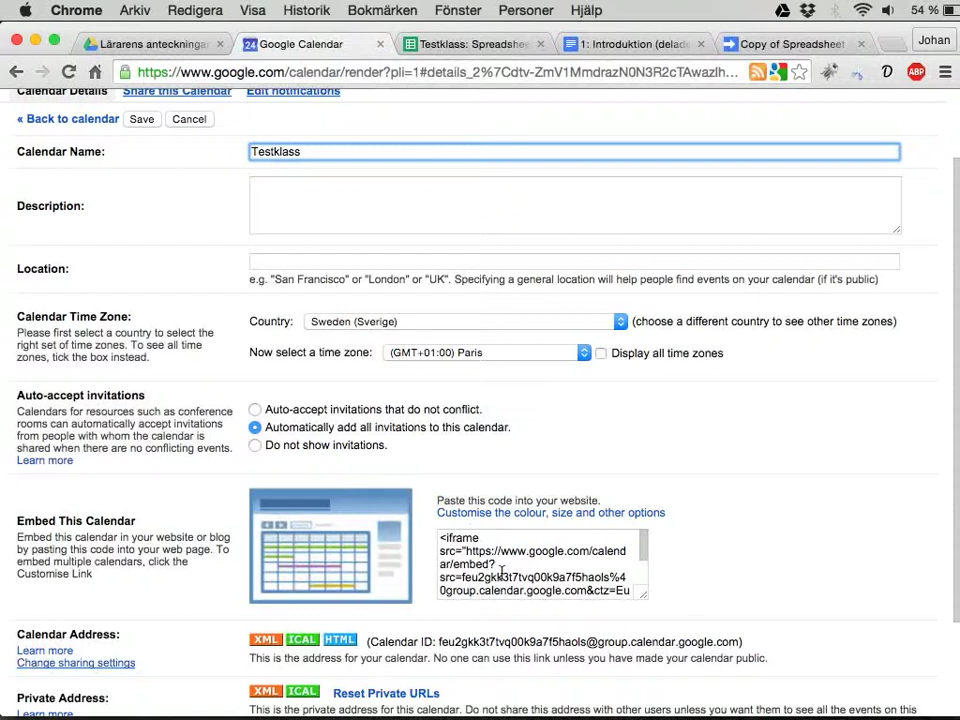 Chrome Arkiv Redigera Visa Historik Bokmärken Fönster Personer Hjälp 54 %
Lärarens anteckningar 24 Google Calendar Testklass: Spreadshe 1: Introduktion (delad Copy of Spreadsheet Johan
https://www.google.com/calendar/render?pli=1#details_2%7Cdtv-ZmV1MmdrazN0N3R2cTAwazlh... D ABP
Calendar Details Share this Calendar Edit notifications
« Back to calendar Save Cancel
Calendar Name: Testklass
Description:
Location:
e.g. "San Francisco" or "London" or "UK". Specifying a general location will help people find events on your calendar (if it's public)
Calendar Time Zone:
Please first select a country to select the
right set of time zones. To see all time
zones, tick the box instead.
Country: Sweden (Sverige) (choose a different country to see other time zones)
Now select a time zone: (GMT+01:00) Paris Display all time zones
Auto-accept invitations
Calendars for resources such as conference
rooms can automatically accept invitations
from people with whom the calendar is
shared when there are no conflicting events.
Learn more
Auto-accept invitations that do not conflict.
Automatically add all invitations to this calendar.
Do not show invitations.
Embed This Calendar
Embed this calendar in your website or blog
by pasting this code into your web page. To
embed multiple calendars, click the
Customise Link
Paste this code into your website.
Customise the colour, size and other options
<iframe
src="https://www.google.com/calend
ar/embed?
src=feu2gkk3t7tvq00k9a7f5haols%4
0group.calendar.google.com&ctz=Eu
Calendar Address:
Learn more
Change sharing settings
XML ICAL HTML (Calendar ID: feu2gkk3t7tvq00k9a7f5haols@group.calendar.google.com)
This is the address for your calendar. No one can use this link unless you have made your calendar public.
Private Address:
Learn more
XML ICAL Reset Private URLs
This is the private address for this calendar. Do not share this address with other users unless you want them to see all the events on this